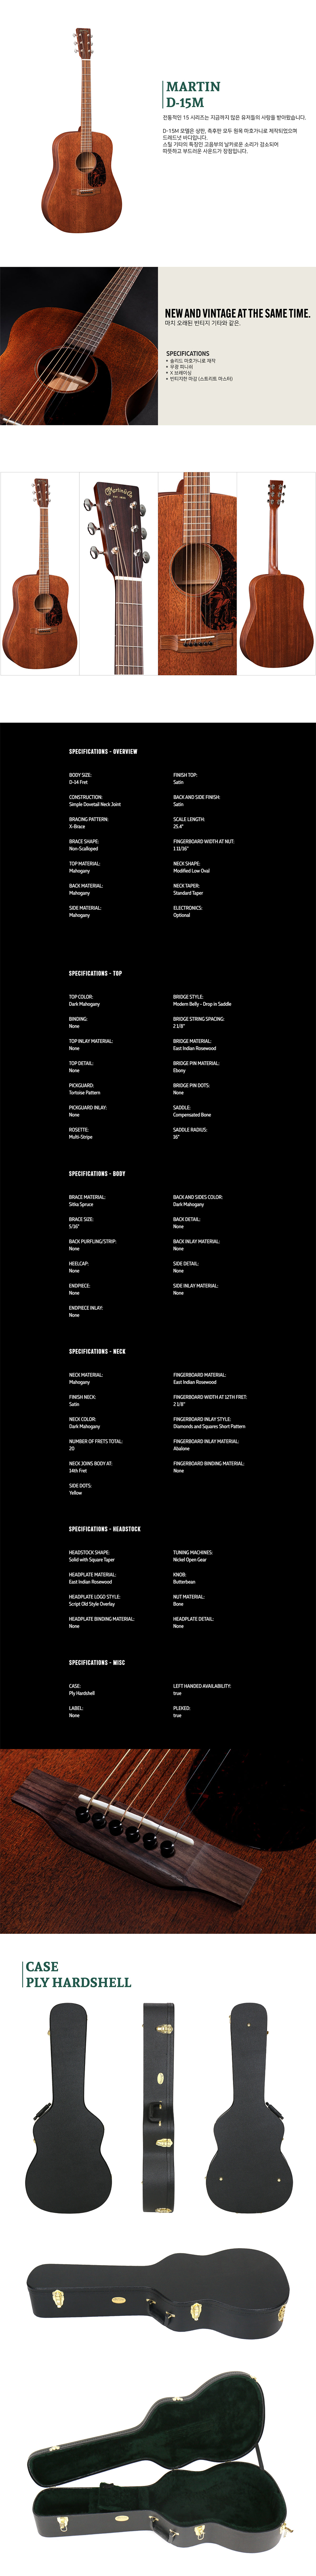 MARTIN
D-15M
전통적인 15 시리즈는 지금까지 많은 유저들의 사랑을 받아왔습니다.
D-15M 모델은 상판, 측후판 모두 원목 마호가니로 제작되었으며
드레드넛 바디입니다.
스틸 기타의 특징인 고음부의 날카로운 소리가 감소되어
따뜻하고 부드러운 사운드가 장점입니다.
NEW AND VINTAGE AT THE SAME TIME.
마치 오래된 빈티지 기타와 같은.
SPECIFICATIONS
• 솔리드 마호가니로 제작
• 무광 피니쉬
• X 브레이싱
• 빈티지한 마감 (스트리트 마스터)
Martin & Co.
EST. 1833
SPECIFICATIONS - OVERVIEW
BODY SIZE:
D-14 Fret
CONSTRUCTION:
Simple Dovetail Neck Joint
BRACING PATTERN:
X-Brace
BRACE SHAPE:
Non-Scalloped
TOP MATERIAL:
Mahogany
BACK MATERIAL:
Mahogany
SIDE MATERIAL:
Mahogany
FINISH TOP:
Satin
BACK AND SIDE FINISH:
Satin
SCALE LENGTH:
25.4"
FINGERBOARD WIDTH AT NUT:
1 11/16"
NECK SHAPE:
Modified Low Oval
NECK TAPER:
Standard Taper
ELECTRONICS:
Optional
SPECIFICATIONS - TOP
TOP COLOR:
Dark Mahogany
BINDING:
None
TOP INLAY MATERIAL:
None
TOP DETAIL:
None
PICKGUARD:
Tortoise Pattern
PICKGUARD INLAY:
None
ROSETTE:
Multi-Stripe
BRIDGE STYLE:
Modern Belly - Drop in Saddle
BRIDGE STRING SPACING:
2 1/8"
BRIDGE MATERIAL:
East Indian Rosewood
BRIDGE PIN MATERIAL:
Ebony
BRIDGE PIN DOTS:
None
SADDLE:
Compensated Bone
SADDLE RADIUS:
16"
SPECIFICATIONS - BODY
BRACE MATERIAL:
Sitka Spruce
BRACE SIZE:
5/16"
BACK PURFLING/STRIP:
None
HEELCAP:
None
ENDPIECE:
None
ENDPIECE INLAY:
None
BACK AND SIDES COLOR:
Dark Mahogany
BACK DETAIL:
None
BACK INLAY MATERIAL:
None
SIDE DETAIL:
None
SIDE INLAY MATERIAL:
None
SPECIFICATIONS - NECK
NECK MATERIAL:
Mahogany
FINISH NECK:
Satin
NECK COLOR:
Dark Mahogany
NUMBER OF FRETS TOTAL:
20
NECK JOINS BODY AT:
14th Fret
SIDE DOTS:
Yellow
FINGERBOARD MATERIAL:
East Indian Rosewood
FINGERBOARD WIDTH AT 12TH FRET:
2 1/8"
FINGERBOARD INLAY STYLE:
Diamonds and Squares Short Pattern
FINGERBOARD INLAY MATERIAL:
Abalone
FINGERBOARD BINDING MATERIAL:
None
SPECIFICATIONS - HEADSTOCK
HEADSTOCK SHAPE:
Solid with Square Taper
HEADPLATE MATERIAL:
East Indian Rosewood
HEADPLATE LOGO STYLE:
Script Old Style Overlay
HEADPLATE BINDING MATERIAL:
None
TUNING MACHINES:
Nickel Open Gear
KNOB:
Butterbean
NUT MATERIAL:
Bone
HEADPLATE DETAIL:
None
SPECIFICATIONS - MISC
CASE:
Ply Hardshell
LABEL:
None
LEFT HANDED AVAILABILITY:
true
PLEKED:
true
CASE
PLY HARDSHELL